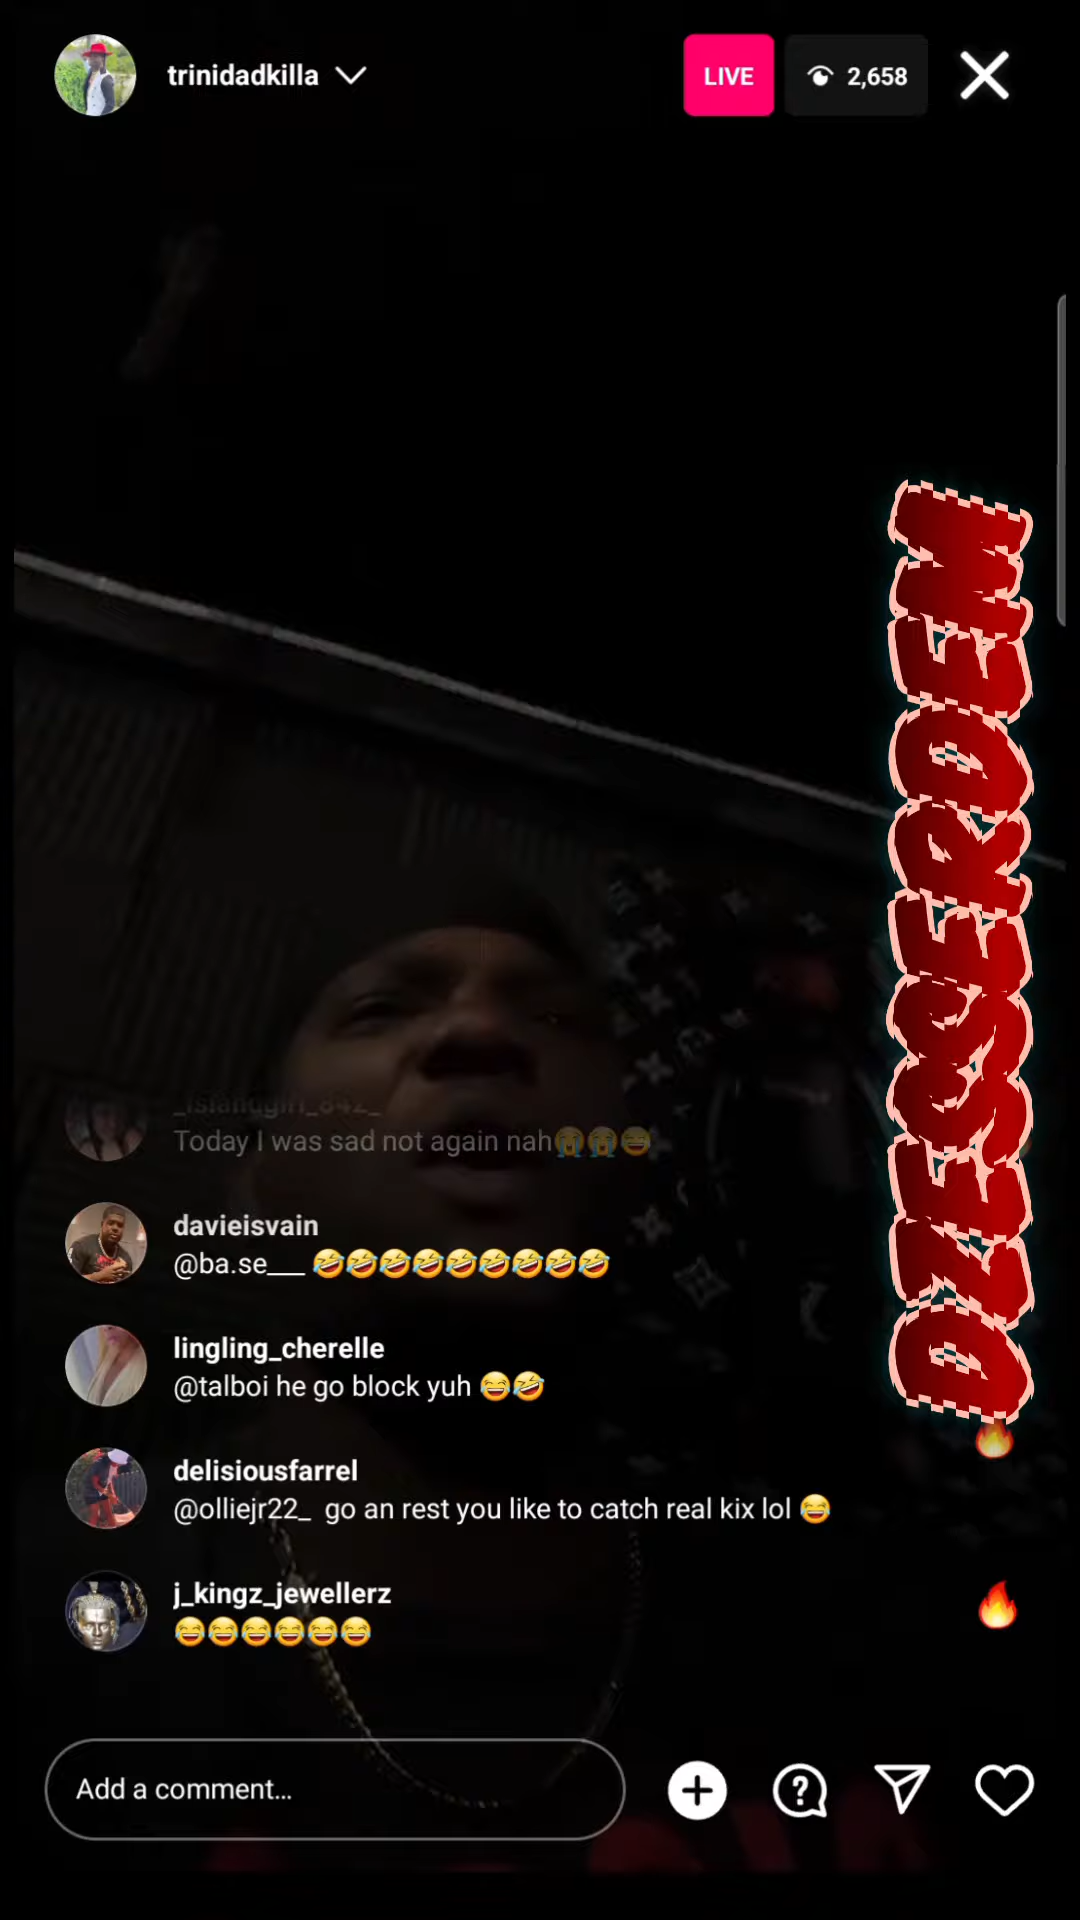 trinidadkilla
LIVE
2,658
DZESSERDEM
Today I was sad not again nah😭😭😄
davieisvain
@ba.se___ 🤣🤣🤣🤣🤣🤣🤣🤣🤣
lingling_cherelle
@talboi he go block yuh 😂🤣
delisiousfarrel
@olliejr22_ go an rest you like to catch real kix lol 😂
j_kingz_jewellerz
😂😂😂😂😂😂
Add a comment...